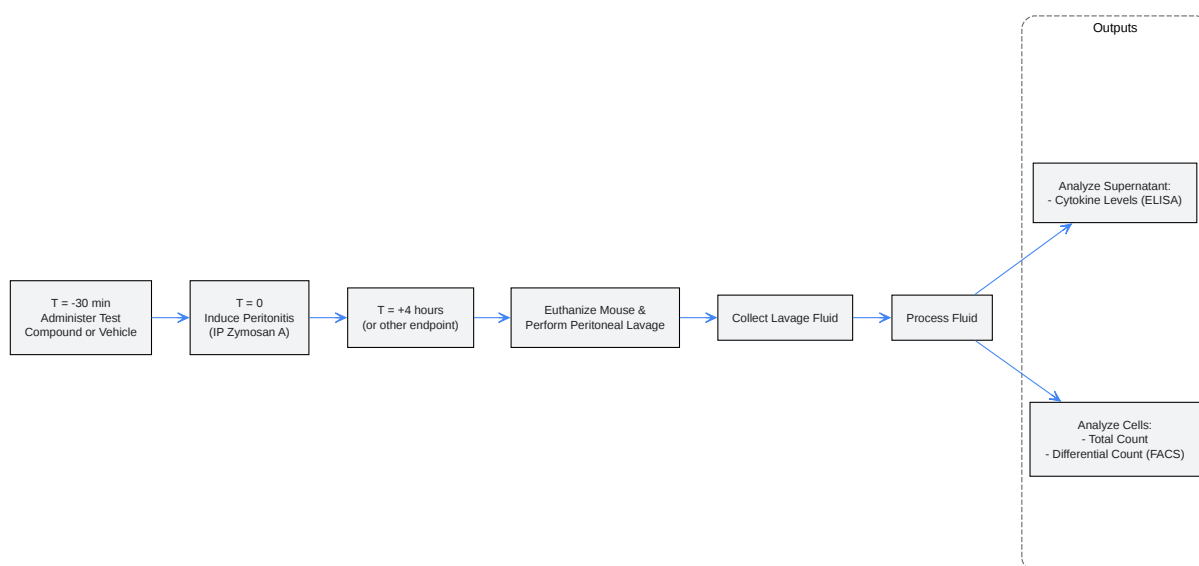 Outputs
T = -30 min
Administer Test
Compound or Vehicle
T = 0
Induce Peritonitis
(IP Zymosan A)
T = +4 hours
(or other endpoint)
Euthanize Mouse &
Perform Peritoneal Lavage
Collect Lavage Fluid
Process Fluid
Analyze Supernatant:
- Cytokine Levels (ELISA)
Analyze Cells:
- Total Count
- Differential Count (FACS)